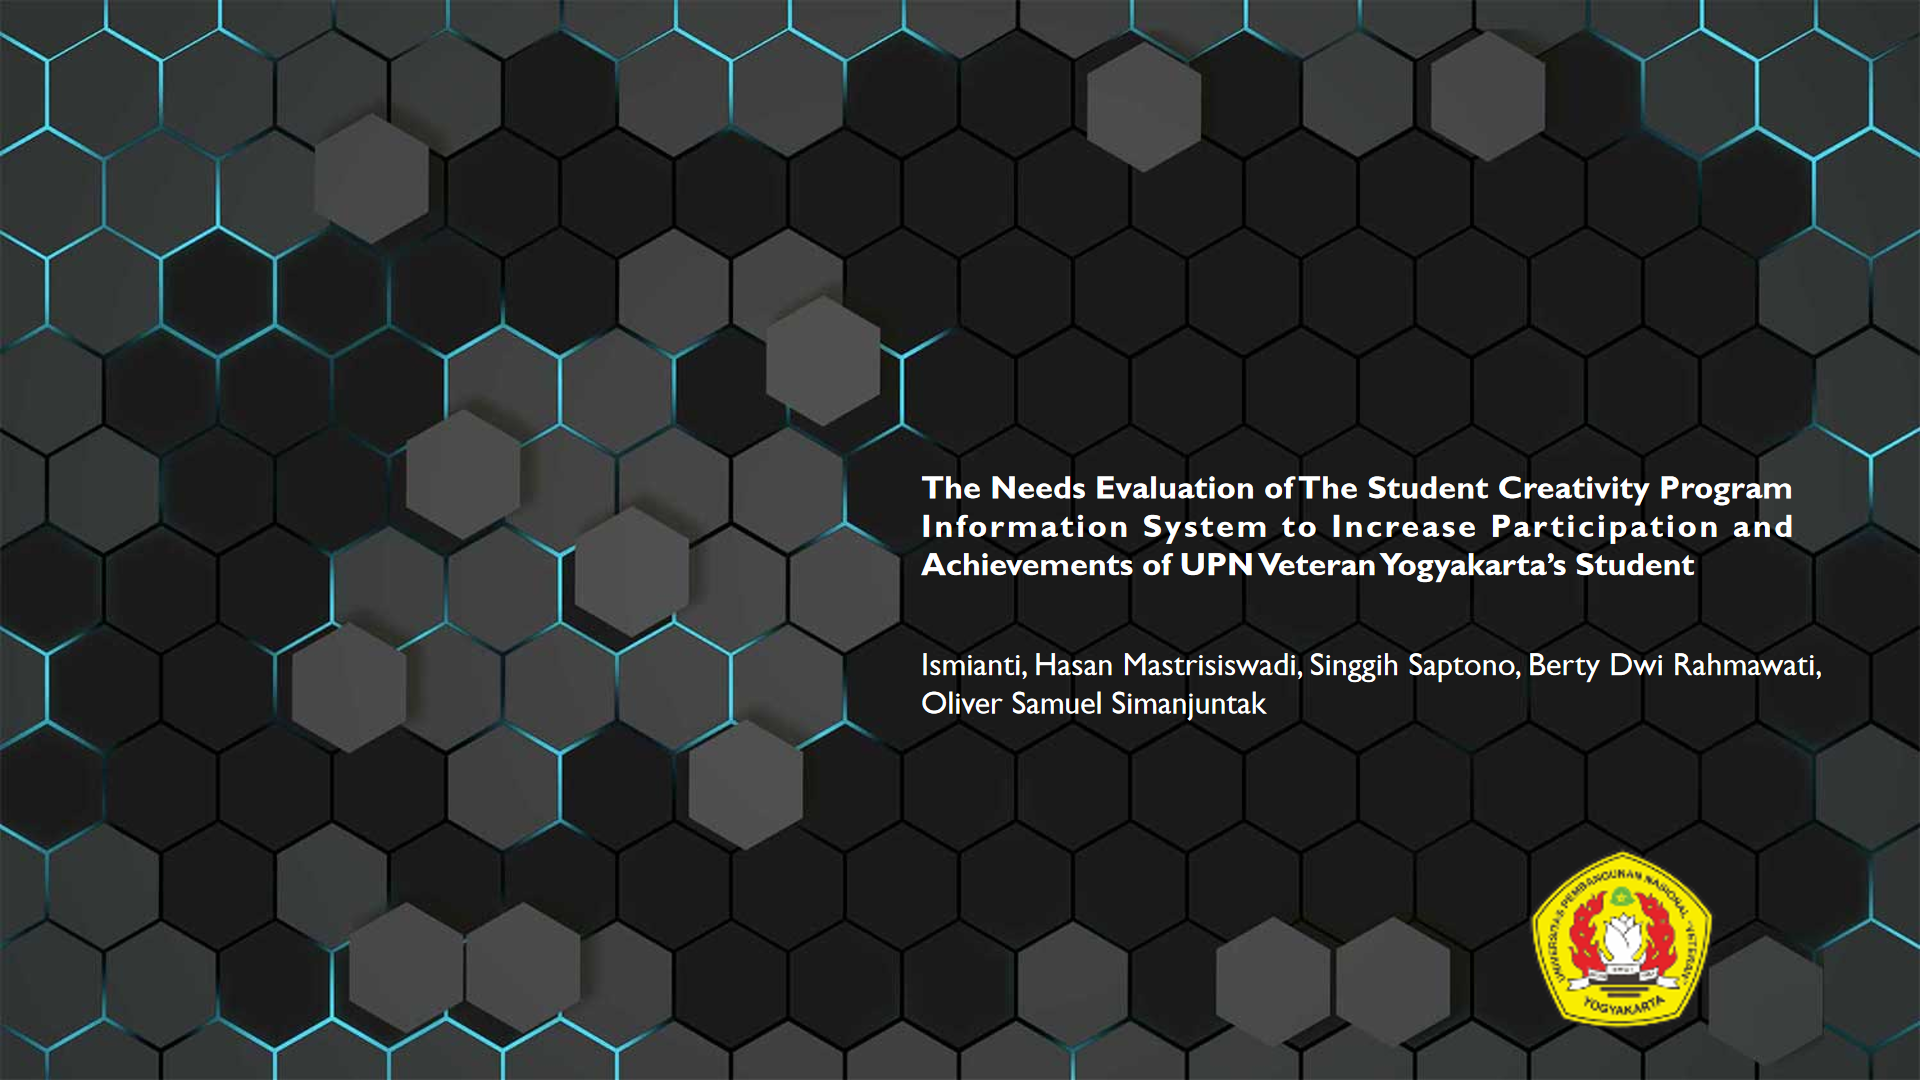 The Needs Evaluation of The Student Creativity Program
Information System to Increase Participation and
Achievements of UPN Veteran Yogyakarta’s Student
Ismianti, Hasan Mastrisiswadi, Singgih Saptono, Berty Dwi Rahmawati,
Oliver Samuel Simanjuntak
UNIVERSITAS PEMBANGUNAN NASIONAL "VETERAN"
YOGYAKARTA